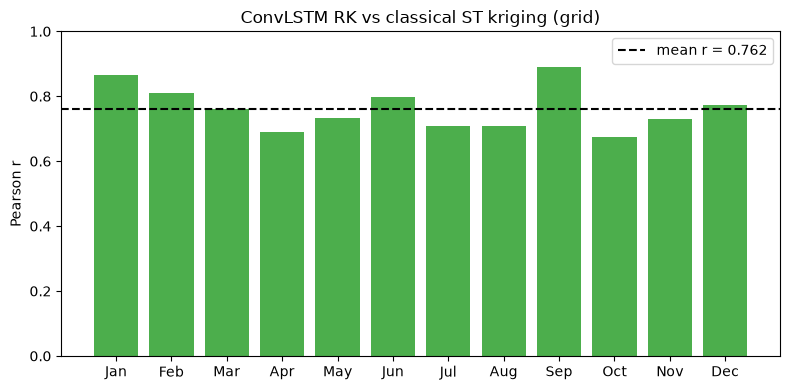 ConvLSTM RK vs classical ST kriging (grid)
mean r = 0.762
Pearson r
1.0
0.8
0.6
0.4
0.2
0.0
Jan Feb Mar Apr May Jun Jul Aug Sep Oct Nov Dec